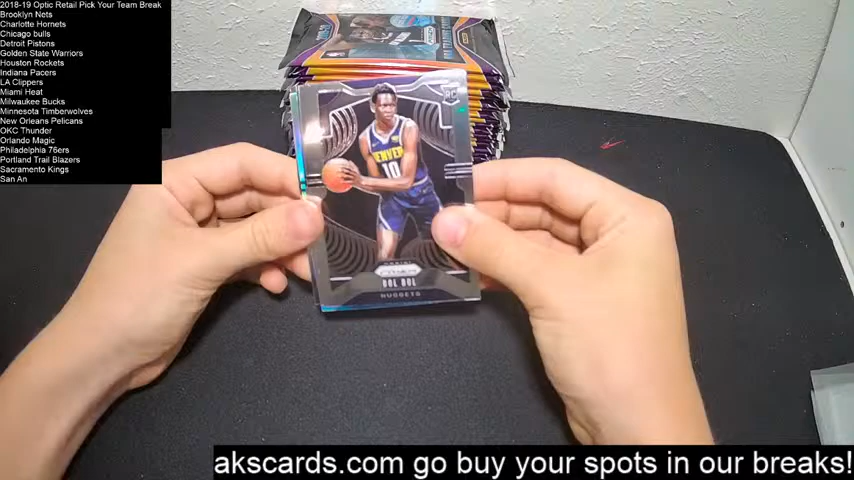 2018-19 Optic Retail Pick Your Team Break
Brooklyn Nets
Charlotte Hornets
Chicago bulls
Detroit Pistons
Golden State Warriors
Houston Rockets
Indiana Pacers
LA Clippers
Miami Heat
Milwaukee Bucks
Minnesota Timberwolves
New Orleans Pelicans
OKC Thunder
Orlando Magic
Philadelphia 76ers
Portland Trail Blazers
Sacramento Kings
San An
RC
DENVER
10
PANINI
PRIZM
BOL BOL
NUGGETS
akscards.com go buy your spots in our breaks!